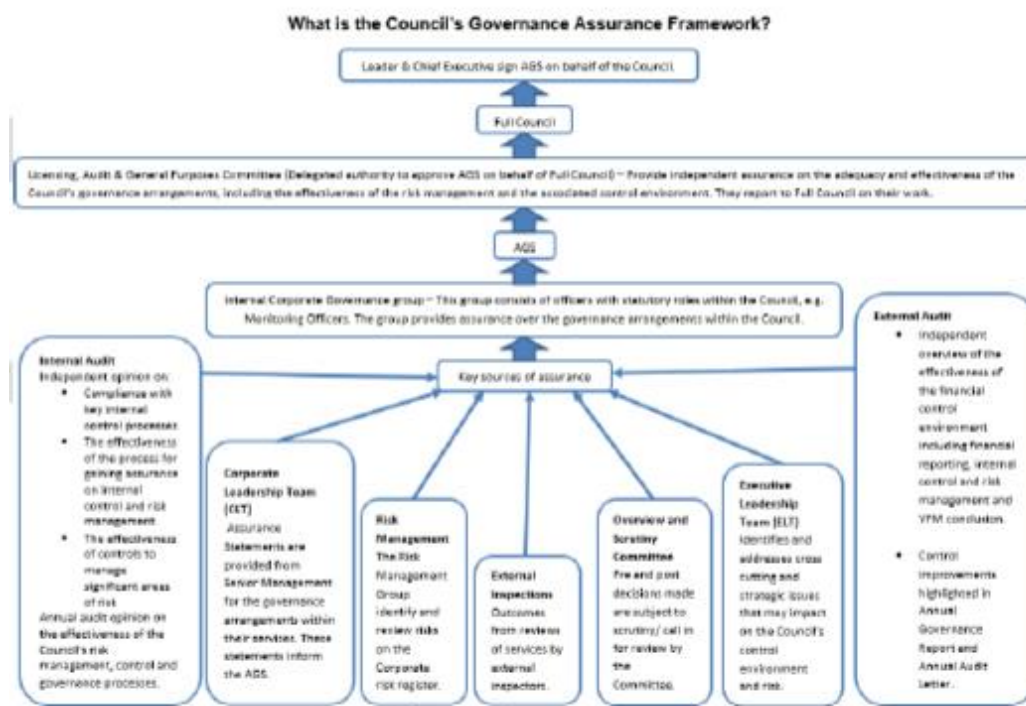 What is the Council's Governance Assurance Framework?
Leader & Chief Executive sign AGS on behalf of the Council.
Full Council
Licensing, Audit & General Purposes Committee (Delegated authority to approve AGS on behalf of Full Council) – Provide independent assurance on the adequacy and effectiveness of the
Council's governance arrangements, including the effectiveness of the risk management and the associated control environment. They report to Full Council on their work.
AGS
Internal Corporate Governance group – This group consists of officers with statutory roles within the Council, e.g.
Monitoring Officers. The group provides assurance over the governance arrangements within the Council.
Key sources of assurance
Internal Audit
Independent opinion on:
• Compliance with
key internal
control processes
• The effectiveness
of the process for
gaining assurance
on internal
control and risk
management
• The effectiveness
of controls to
manage
significant areas
of risk
Annual audit opinion on
the effectiveness of the
Council's risk
management, control and
governance processes.
Corporate
Leadership Team
(CLT)
Assurance
Statements are
provided from
Senior Management
for the governance
arrangements within
their services. These
statements inform
the AGS.
Risk
Management
The Risk
Management
Group
identify and
review risks
on the
Corporate
risk register.
External
Inspections
Outcomes
from reviews
of services by
external
inspectors.
Overview and
Scrutiny
Committee
Pre and post
decisions made
are subject to
scrutiny/ call in
for review by
the
Committee.
Executive
Leadership
Team (ELT)
Identifies and
addresses cross
cutting and
strategic issues
that may impact
on the Council's
control
environment
and risk.
External Audit
• Independent
overview of the
effectiveness of
the financial
control
environment
including financial
reporting, internal
control and risk
management and
VFM conclusion.
• Control
improvements
highlighted in
Annual
Governance
Report and
Annual Audit
Letter.